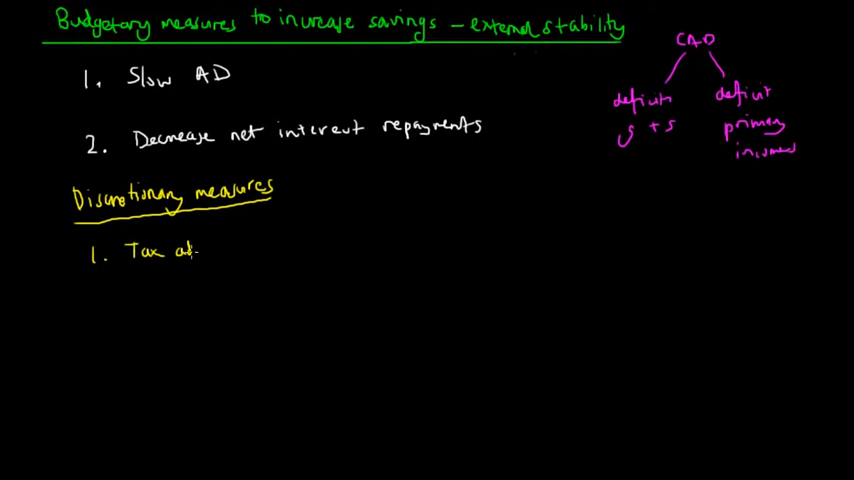 Budgetary measures to increase savings - external stability
CAD
1. Slow AD
deficit
deficit
g + s
primary
incomes
2. Decrease net interest repayments
Discretionary measures
1. Tax